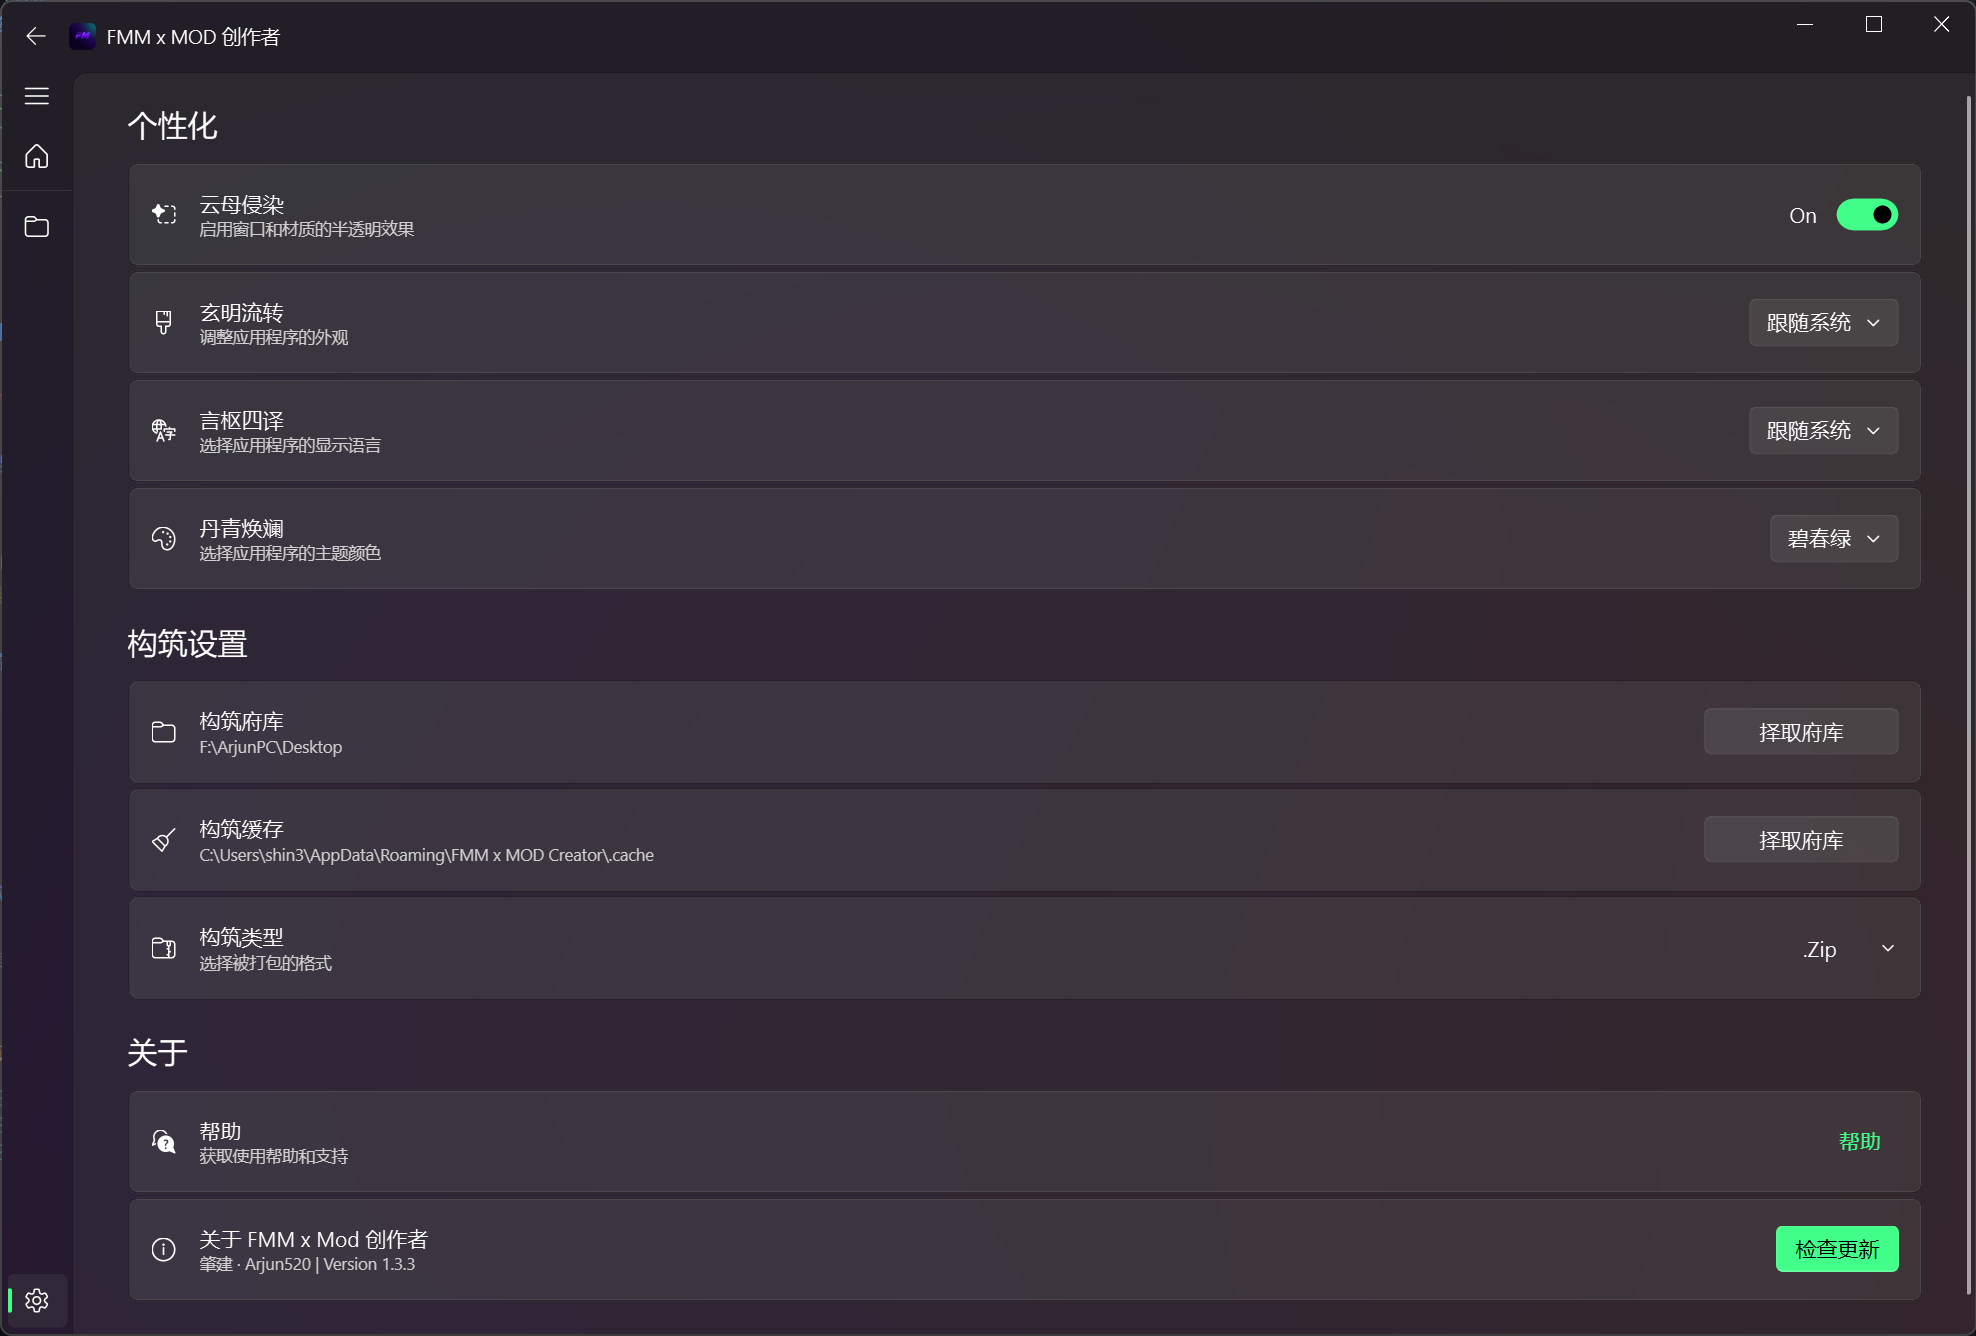 FMM x MOD 创作者
个性化
云母侵染
启用窗口和材质的半透明效果
On
玄明流转
调整应用程序的外观
跟随系统
言枢四译
选择应用程序的显示语言
跟随系统
丹青焕斓
选择应用程序的主题颜色
碧春绿
构筑设置
构筑府库
F:\ArjunPC\Desktop
择取府库
构筑缓存
C:\Users\shin3\AppData\Roaming\FMM x MOD Creator\.cache
择取府库
构筑类型
选择被打包的格式
.Zip
关于
帮助
获取使用帮助和支持
帮助
关于 FMM x Mod 创作者
肇建 · Arjun520 | Version 1.3.3
检查更新